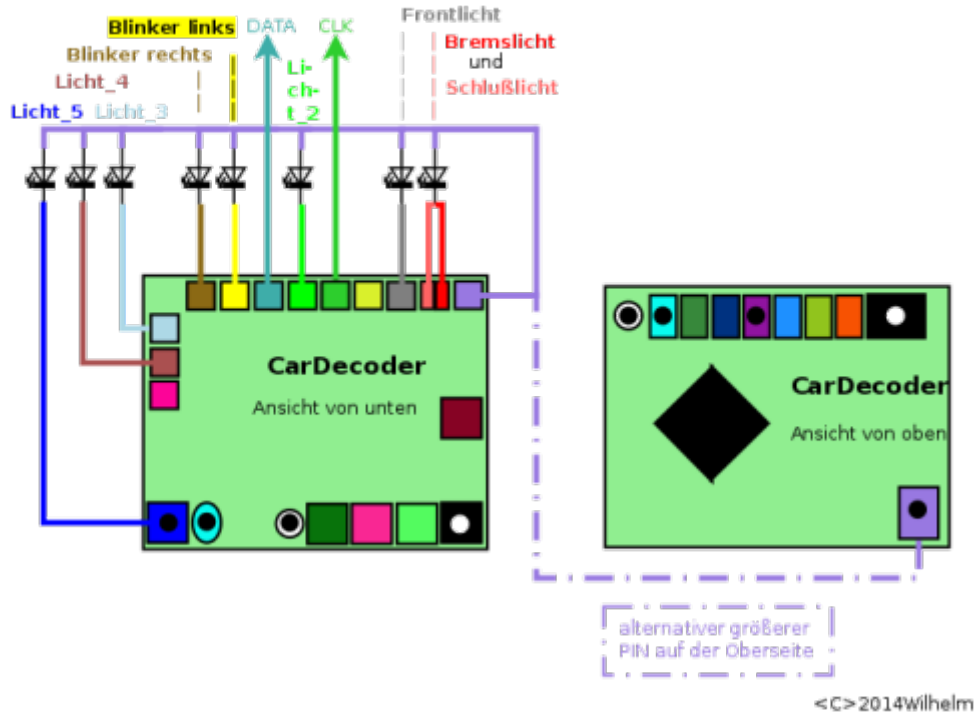 Frontlicht
Blinker links DATA CLK
Bremslicht
und
Schlußlicht
Blinker rechts
Li-
ch-
t_2
Licht_4
Licht_5 Licht_3
CarDecoder
Ansicht von unten
CarDecoder
Ansicht von oben
alternativer größerer
PIN auf der Oberseite
<C>2014Wilhelm